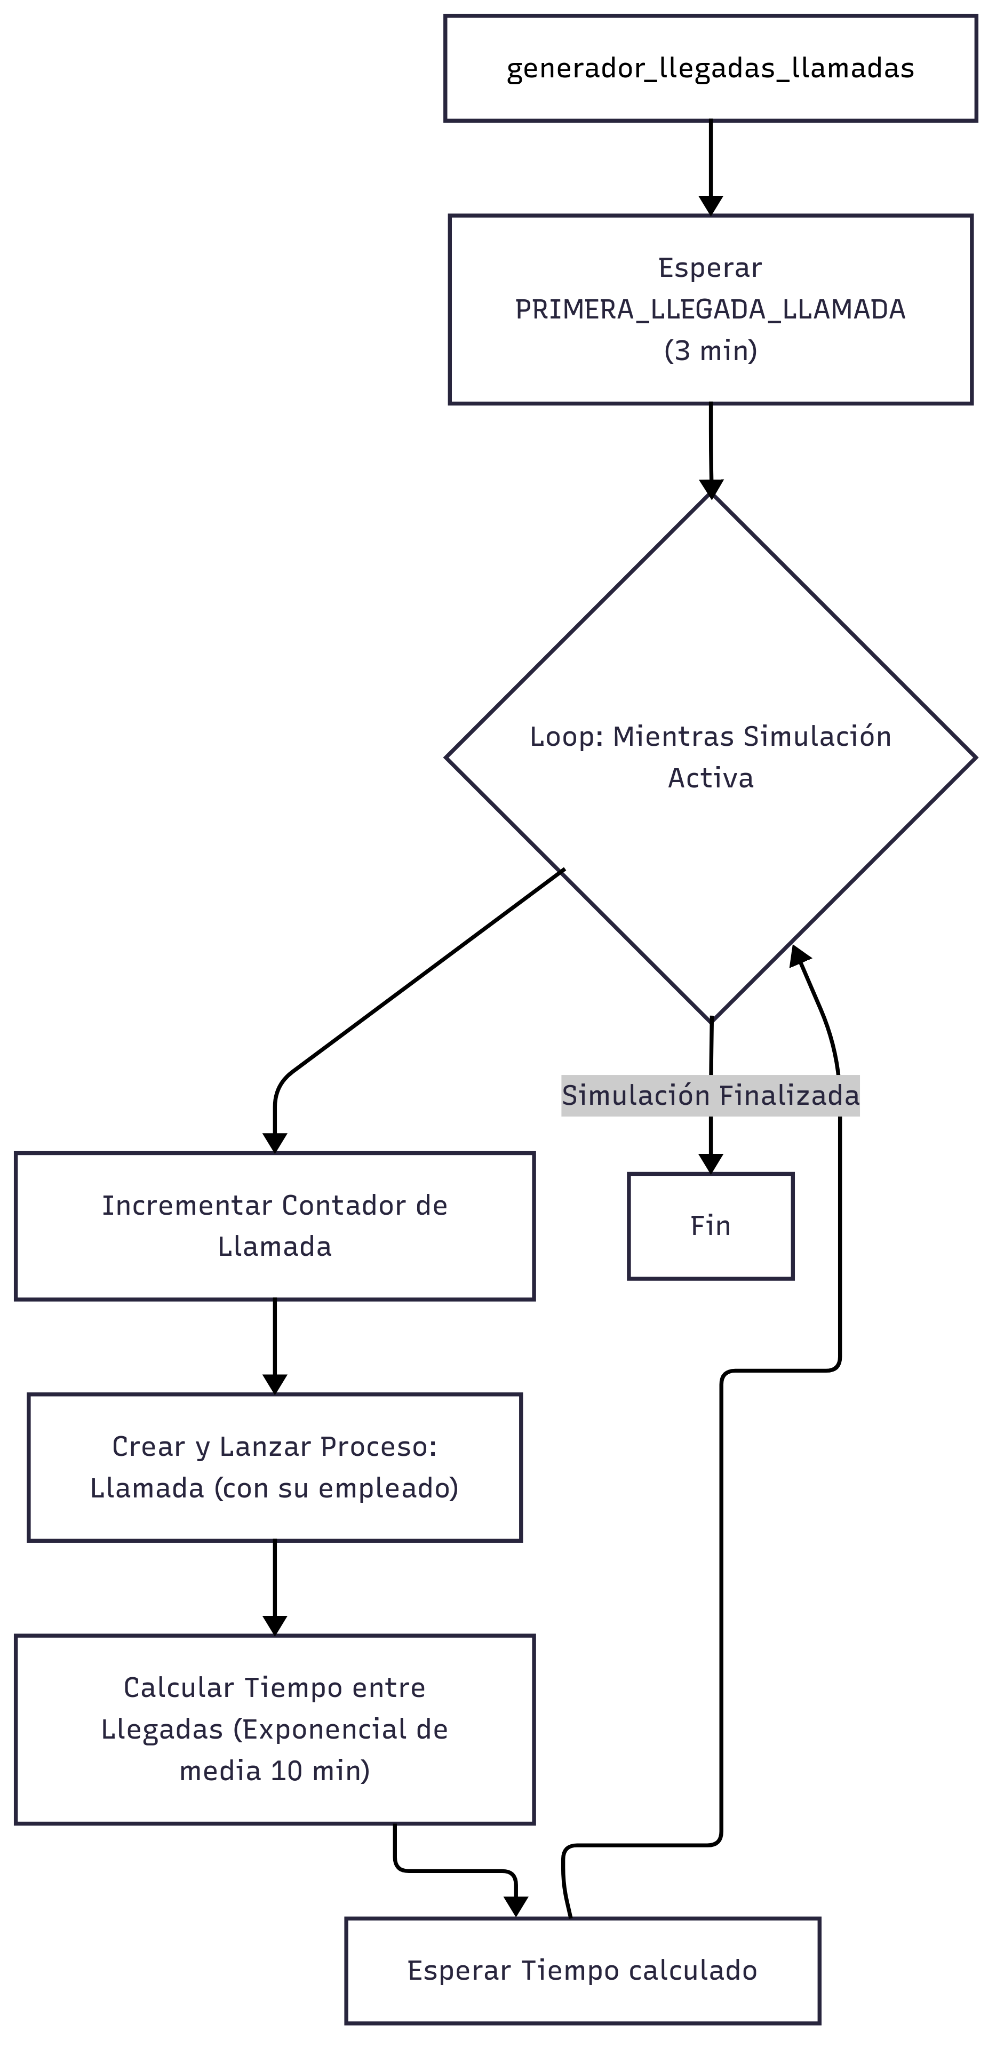 generador_llegadas_llamadas
Esperar
PRIMERA_LLEGADA_LLAMADA
(3 min)
Loop: Mientras Simulación
Activa
Simulación Finalizada
Incrementar Contador de
Llamada
Fin
Crear y Lanzar Proceso:
Llamada (con su empleado)
Calcular Tiempo entre
Llegadas (Exponencial de
media 10 min)
Esperar Tiempo calculado